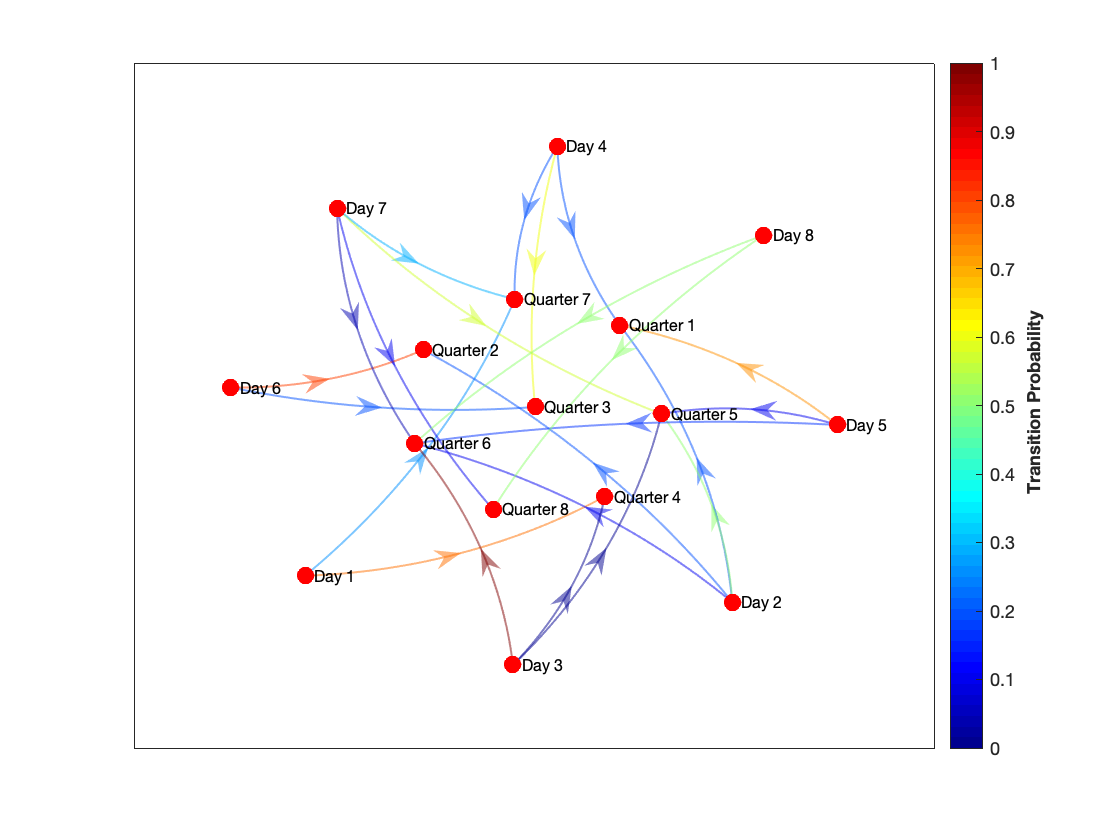 Day 4
Day 7
Day 8
Quarter 7
Quarter 1
Quarter 2
Day 6
Quarter 3
Quarter 5
Day 5
Quarter 6
Quarter 4
Quarter 8
Day 1
Day 2
Day 3
1
0.9
0.8
0.7
0.6
0.5
0.4
0.3
0.2
0.1
0
Transition Probability